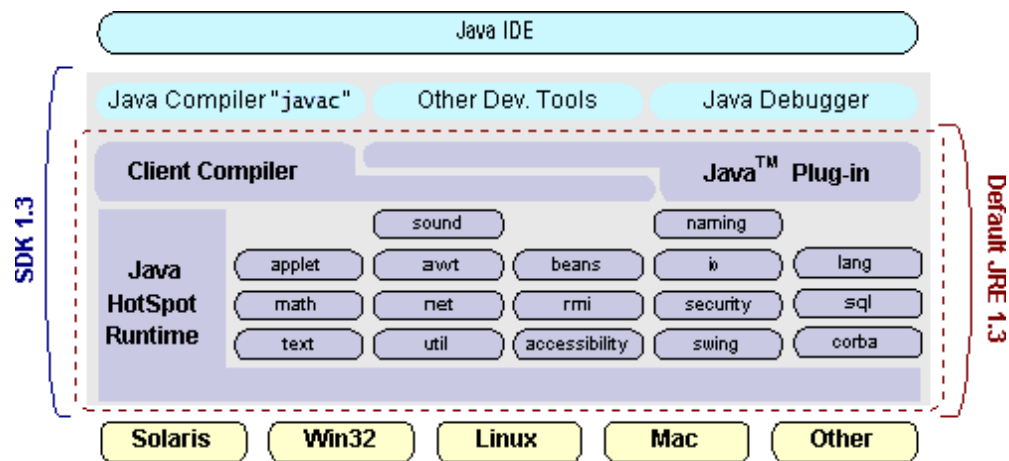 Java IDE
Java Compiler "javac"
Other Dev. Tools
Java Debugger
SDK 1.3
Default JRE 1.3
Client Compiler
Java™ Plug-in
Java
HotSpot
Runtime
sound
naming
applet
awt
beans
io
lang
math
net
rmi
security
sql
text
util
accessibility
swing
corba
Solaris
Win32
Linux
Mac
Other